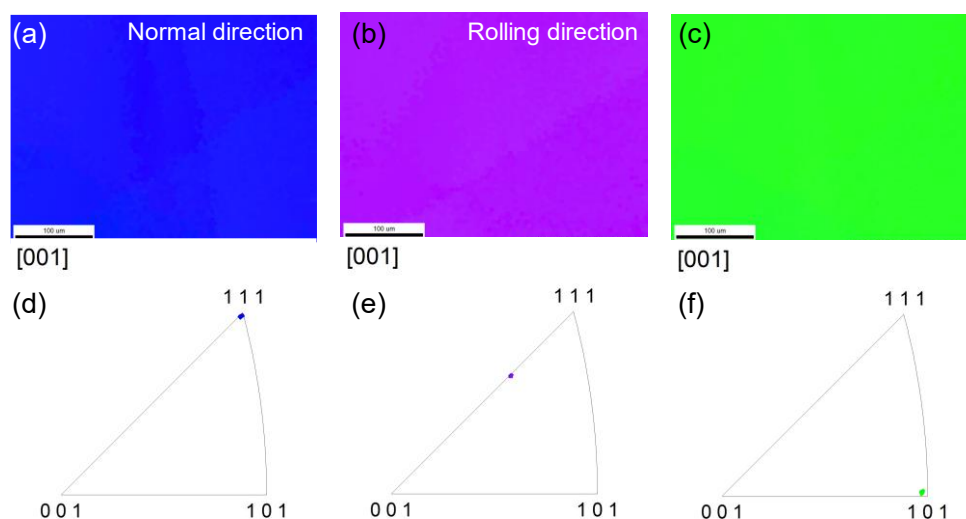 (a) Normal direction
(b) Rolling direction
(c)
100 um
100 um
100 um
[001]
[001]
[001]
(d)
1 1 1
(e)
1 1 1
(f)
1 1 1
0 0 1
1 0 1
0 0 1
1 0 1
0 0 1
1 0 1